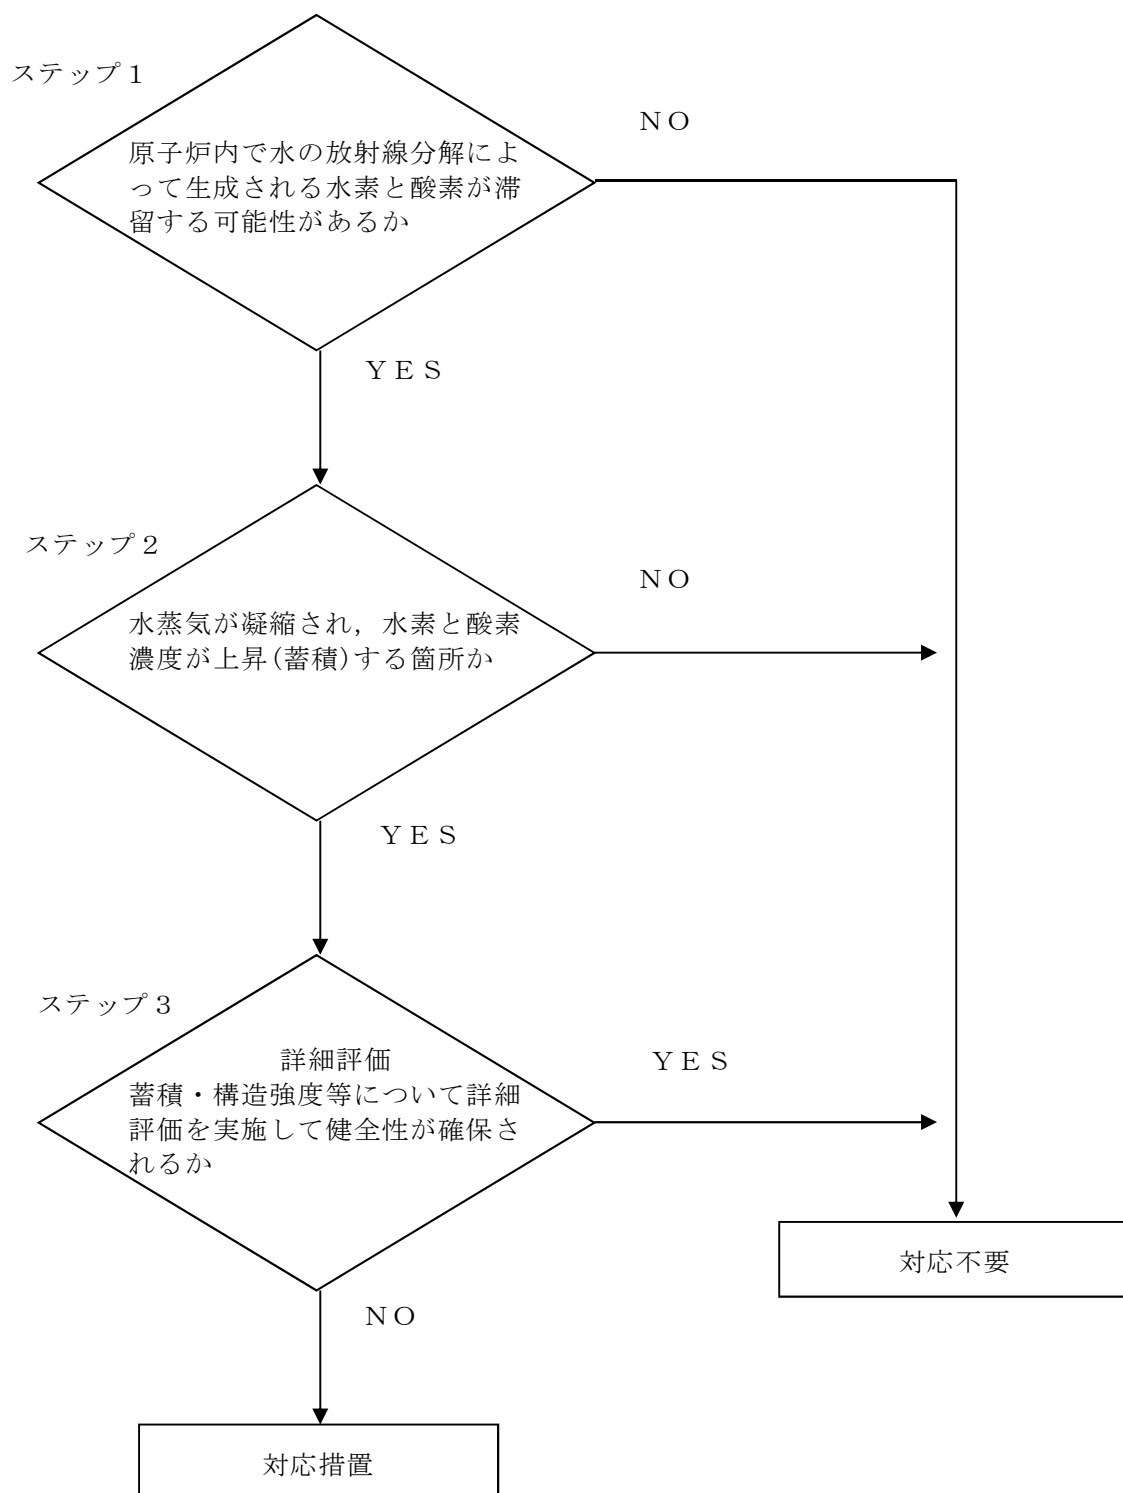 ステップ１
ＮＯ
原子炉内で水の放射線分解によ
って生成される水素と酸素が滞
留する可能性があるか
ＹＥＳ
ステップ２
ＮＯ
水蒸気が凝縮され，水素と酸素
濃度が上昇(蓄積)する箇所か
ＹＥＳ
ステップ３
詳細評価
ＹＥＳ
蓄積・構造強度等について詳細
評価を実施して健全性が確保さ
れるか
対応不要
ＮＯ
対応措置